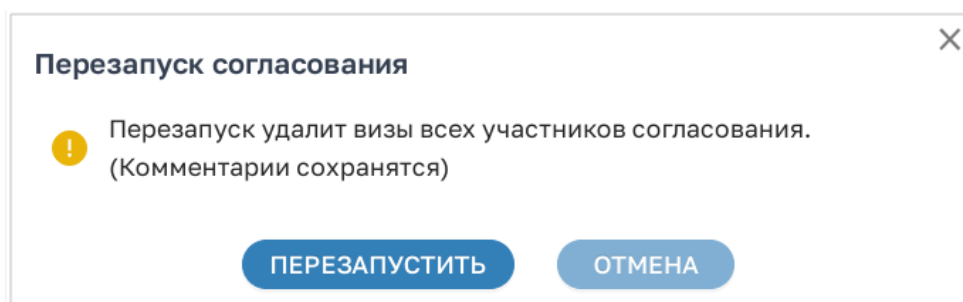 Перезапуск согласования
Перезапуск удалит визы всех участников согласования.
(Комментарии сохранятся)
ПЕРЕЗАПУСТИТЬ
ОТМЕНА